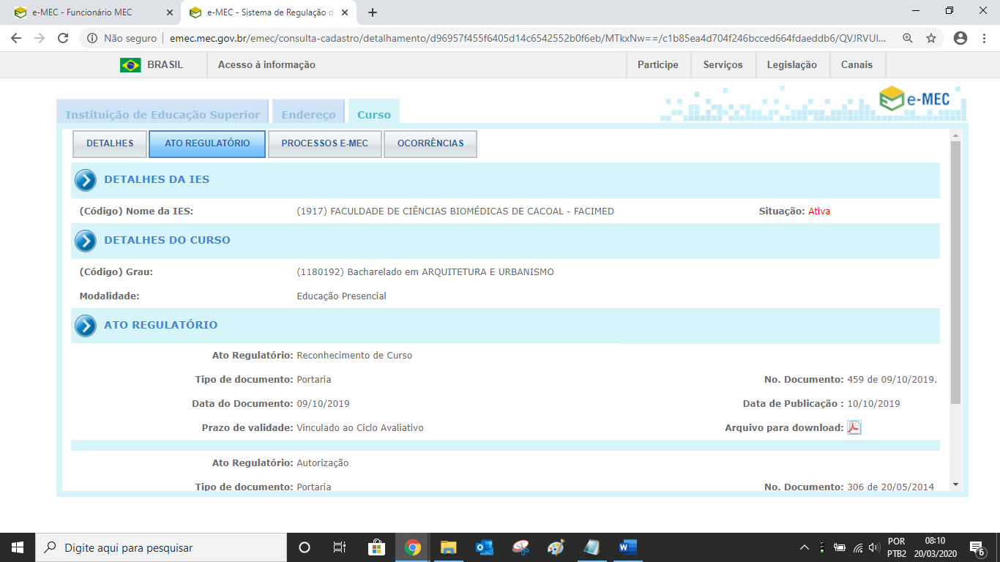 e-MEC - Funcionário MEC
e-MEC - Sistema de Regulação d
Não seguro | emec.mec.gov.br/emec/consulta-cadastro/detalhamento/d96957f455f6405d14c6542552b0f6eb/MTkxNw==/c1b85ea4d704f246bcced664fdaeddb6/QVJRVUl...
BRASIL Acesso à informação Participe Serviços Legislação Canais
e-MEC
Instituição de Educação Superior Endereço Curso
DETALHES ATO REGULATÓRIO PROCESSOS E-MEC OCORRÊNCIAS
DETALHES DA IES
(Código) Nome da IES: (1917) FACULDADE DE CIÊNCIAS BIOMÉDICAS DE CACOAL - FACIMED Situação: Ativa
DETALHES DO CURSO
(Código) Grau: (1180192) Bacharelado em ARQUITETURA E URBANISMO
Modalidade: Educação Presencial
ATO REGULATÓRIO
Ato Regulatório: Reconhecimento de Curso
Tipo de documento: Portaria No. Documento: 459 de 09/10/2019.
Data do Documento: 09/10/2019 Data de Publicação : 10/10/2019
Prazo de validade: Vinculado ao Ciclo Avaliativo Arquivo para download:
Ato Regulatório: Autorização
Tipo de documento: Portaria No. Documento: 306 de 20/05/2014
Digite aqui para pesquisar
POR 08:10
PTB2 20/03/2020 6